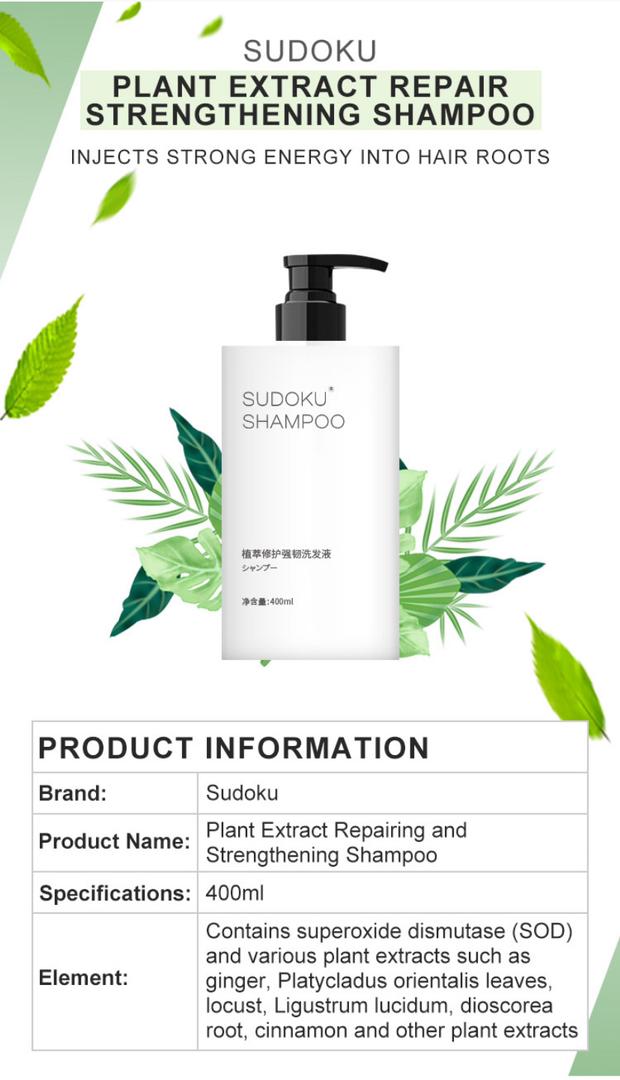 SUDOKU
PLANT EXTRACT REPAIR
STRENGTHENING SHAMPOO
INJECTS STRONG ENERGY INTO HAIR ROOTS
SUDOKU®
SHAMPOO
植萃修护强韧洗发液
シャンプー
净含量:400ml
PRODUCT INFORMATION
Brand: Sudoku
Product Name: Plant Extract Repairing and
Strengthening Shampoo
Specifications: 400ml
Element: Contains superoxide dismutase (SOD)
and various plant extracts such as
ginger, Platycladus orientalis leaves,
locust, Ligustrum lucidum, dioscorea
root, cinnamon and other plant extracts